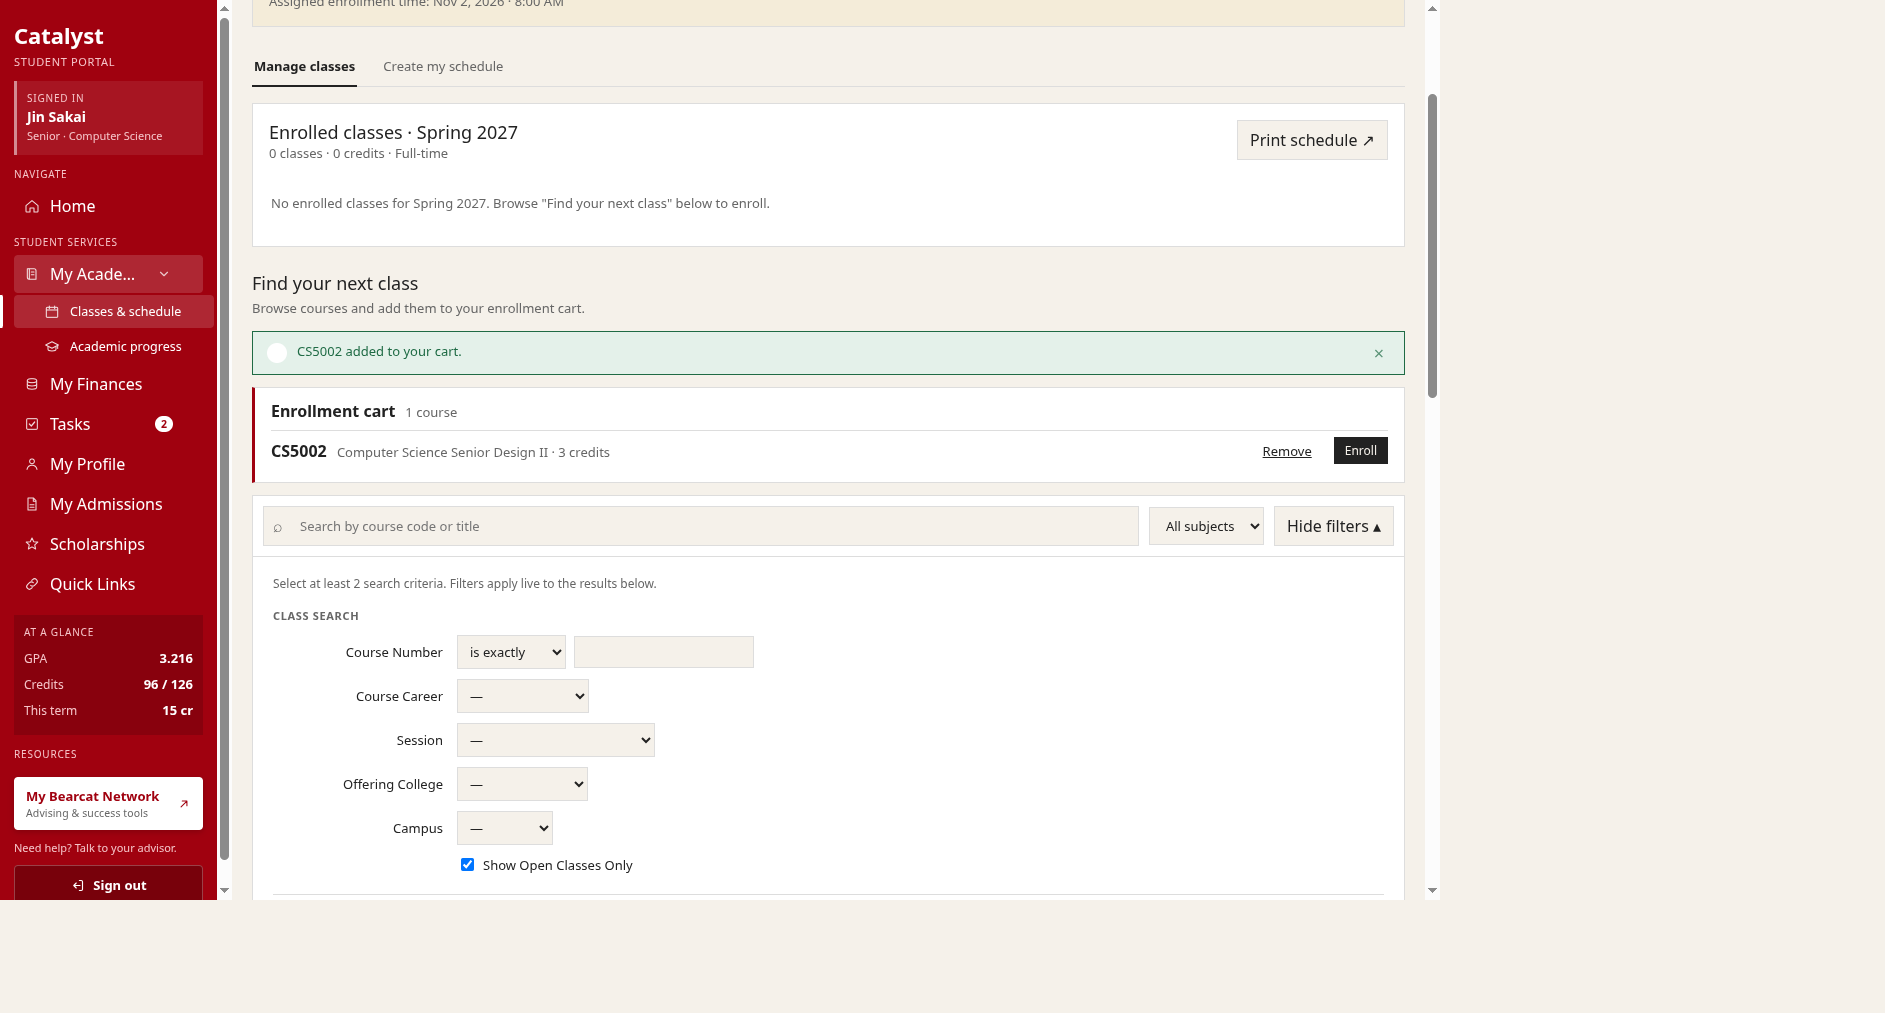 Catalyst
STUDENT PORTAL
SIGNED IN
Jin Sakai
Senior · Computer Science
NAVIGATE
Home
STUDENT SERVICES
My Acade...
Classes & schedule
Academic progress
My Finances
Tasks 2
My Profile
My Admissions
Scholarships
Quick Links
AT A GLANCE
GPA 3.216
Credits 96 / 126
This term 15 cr
RESOURCES
My Bearcat Network ↗
Advising & success tools
Need help? Talk to your advisor.
Sign out
Assigned enrollment time: Nov 2, 2026 · 8:00 AM
Manage classes Create my schedule
Enrolled classes · Spring 2027
0 classes · 0 credits · Full-time
Print schedule ↗
No enrolled classes for Spring 2027. Browse "Find your next class" below to enroll.
Find your next class
Browse courses and add them to your enrollment cart.
CS5002 added to your cart. ×
Enrollment cart 1 course
CS5002 Computer Science Senior Design II · 3 credits Remove Enroll
Search by course code or title All subjects Hide filters ▴
Select at least 2 search criteria. Filters apply live to the results below.
CLASS SEARCH
Course Number is exactly
Course Career —
Session —
Offering College —
Campus —
Show Open Classes Only